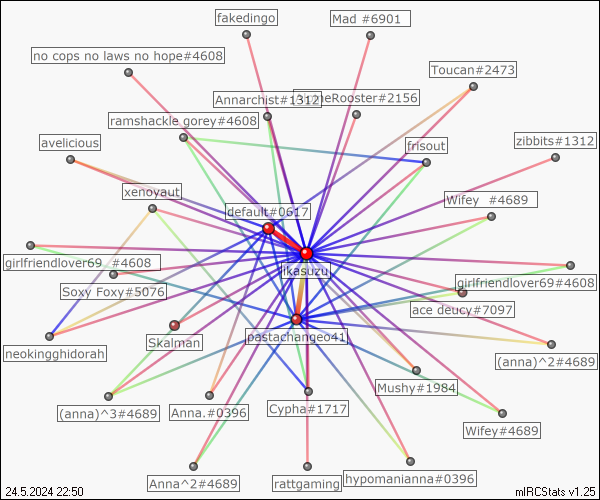 fakedingo
Mad #6901
no cops no laws no hope#4608
Toucan#2473
Annarchist#1312
meRooster#2156
ramshackle gorey#4608
frisout
zibbits#1312
avelicious
xenoyaut
Wifey #4689
default#0617
girlfriendlover69 #4608
ikasuzu
Soxy Foxy#5076
girlfriendlover69#4608
ace deucy#7097
Skalman
pastachangeo41
neokingghidorah
(anna)^2#4689
Mushy#1984
(anna)^3#4689
Anna.#0396
Cypha#1717
Wifey#4689
Anna^2#4689
rattgaming
hypomanianna#0396
24.5.2024 22:50
mIRCStats v1.25